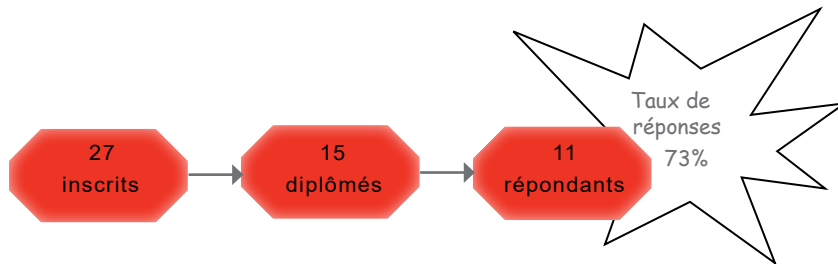 27
inscrits
15
diplômés
11
répondants
Taux de
réponses
73%